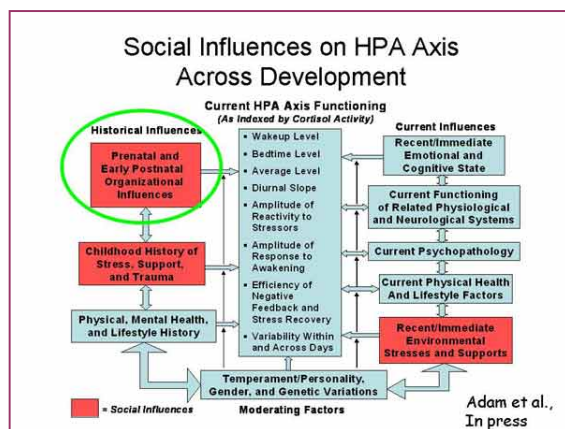 Social Influences on HPA Axis
Across Development
Current HPA Axis Functioning
(As Indexed by Cortisol Activity)
Historical Influences
Prenatal and
Early Postnatal
Organizational
Influences
Childhood History of
Stress, Support,
and Trauma
Physical, Mental Health,
and Lifestyle History
▪ Wakeup Level
▪ Bedtime Level
▪ Average Level
▪ Diurnal Slope
▪ Amplitude of
Reactivity to
Stressors
▪ Amplitude of
Response to
Awakening
▪ Efficiency of
Negative
Feedback and
Stress Recovery
▪ Variability Within
and Across Days
Current Influences
Recent/Immediate
Emotional and
Cognitive State
Current Functioning
of Related Physiological
and Neurological Systems
Current Psychopathology
Current Physical Health
And Lifestyle Factors
Recent/Immediate
Environmental
Stresses and Supports
Temperament/Personality,
Gender, and Genetic Variations
Moderating Factors
= Social Influences
Adam et al.,
In press